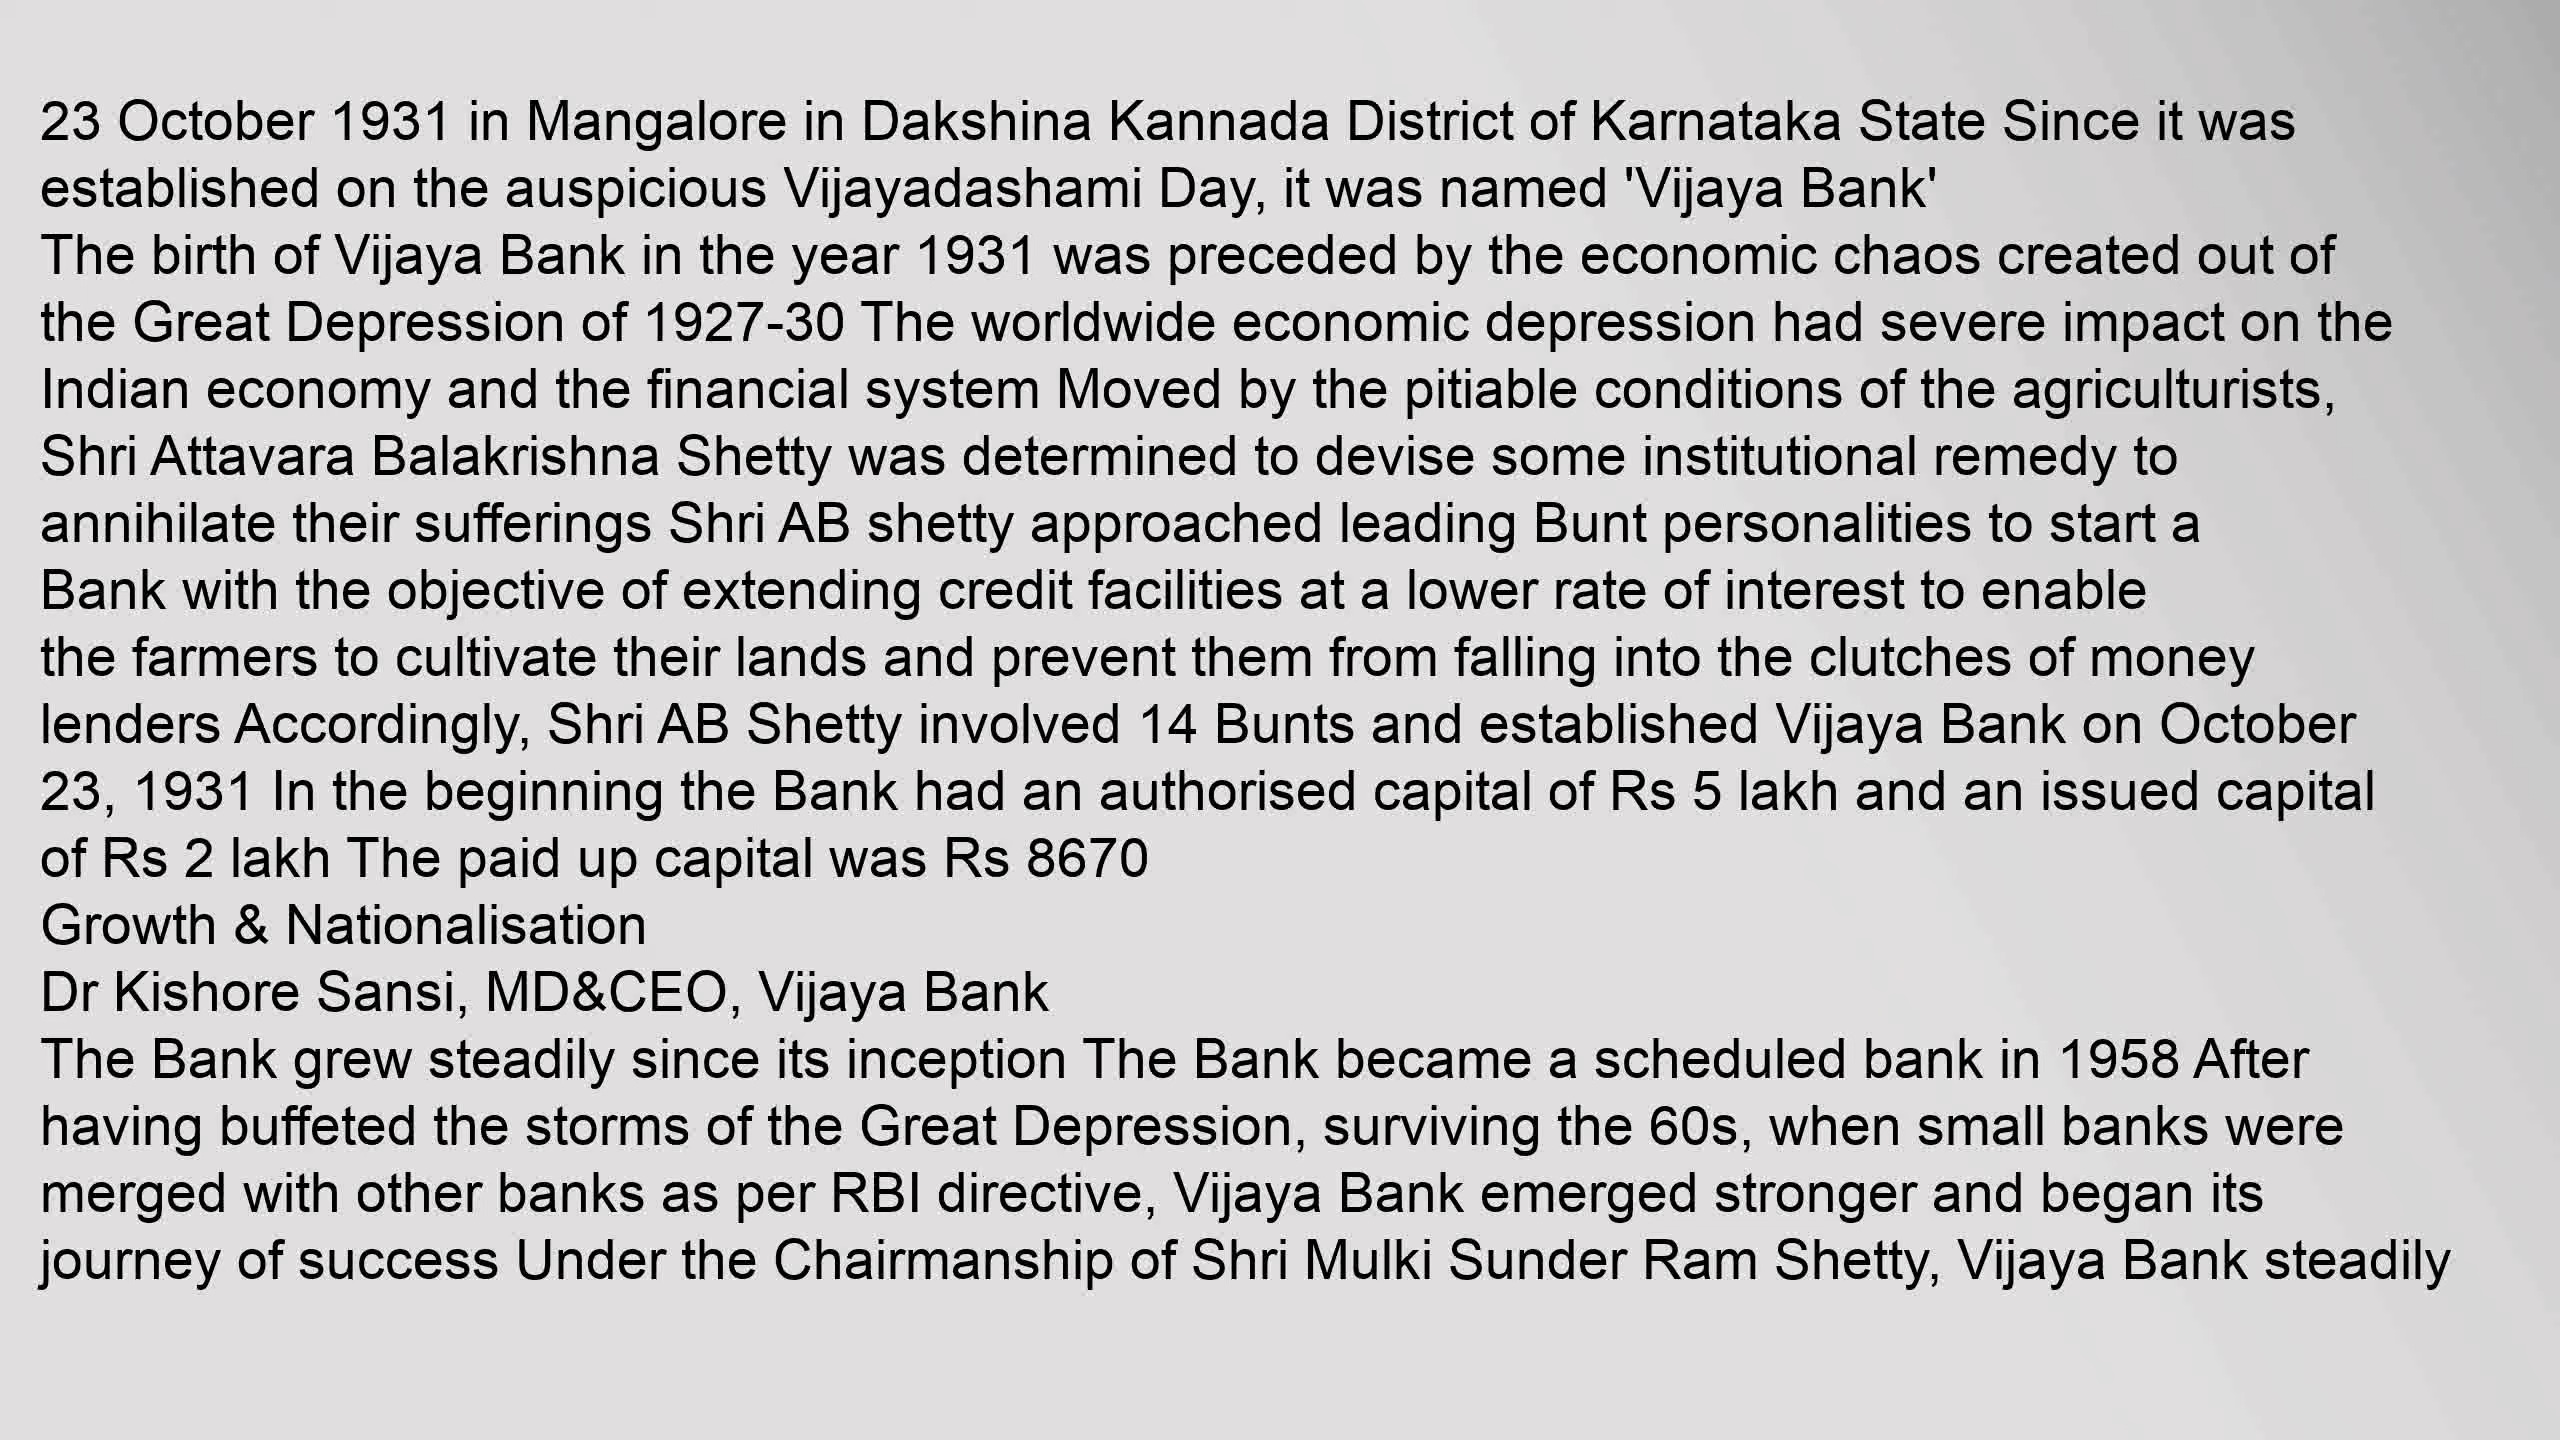 23 October 1931 in Mangalore in Dakshina Kannada District of Karnataka State Since it was
established on the auspicious Vijayadashami Day, it was named 'Vijaya Bank'
The birth of Vijaya Bank in the year 1931 was preceded by the economic chaos created out of
the Great Depression of 1927-30 The worldwide economic depression had severe impact on the
Indian economy and the financial system Moved by the pitiable conditions of the agriculturists,
Shri Attavara Balakrishna Shetty was determined to devise some institutional remedy to
annihilate their sufferings Shri AB shetty approached leading Bunt personalities to start a
Bank with the objective of extending credit facilities at a lower rate of interest to enable
the farmers to cultivate their lands and prevent them from falling into the clutches of money
lenders Accordingly, Shri AB Shetty involved 14 Bunts and established Vijaya Bank on October
23, 1931 In the beginning the Bank had an authorised capital of Rs 5 lakh and an issued capital
of Rs 2 lakh The paid up capital was Rs 8670
Growth & Nationalisation
Dr Kishore Sansi, MD&CEO, Vijaya Bank
The Bank grew steadily since its inception The Bank became a scheduled bank in 1958 After
having buffeted the storms of the Great Depression, surviving the 60s, when small banks were
merged with other banks as per RBI directive, Vijaya Bank emerged stronger and began its
journey of success Under the Chairmanship of Shri Mulki Sunder Ram Shetty, Vijaya Bank steadily